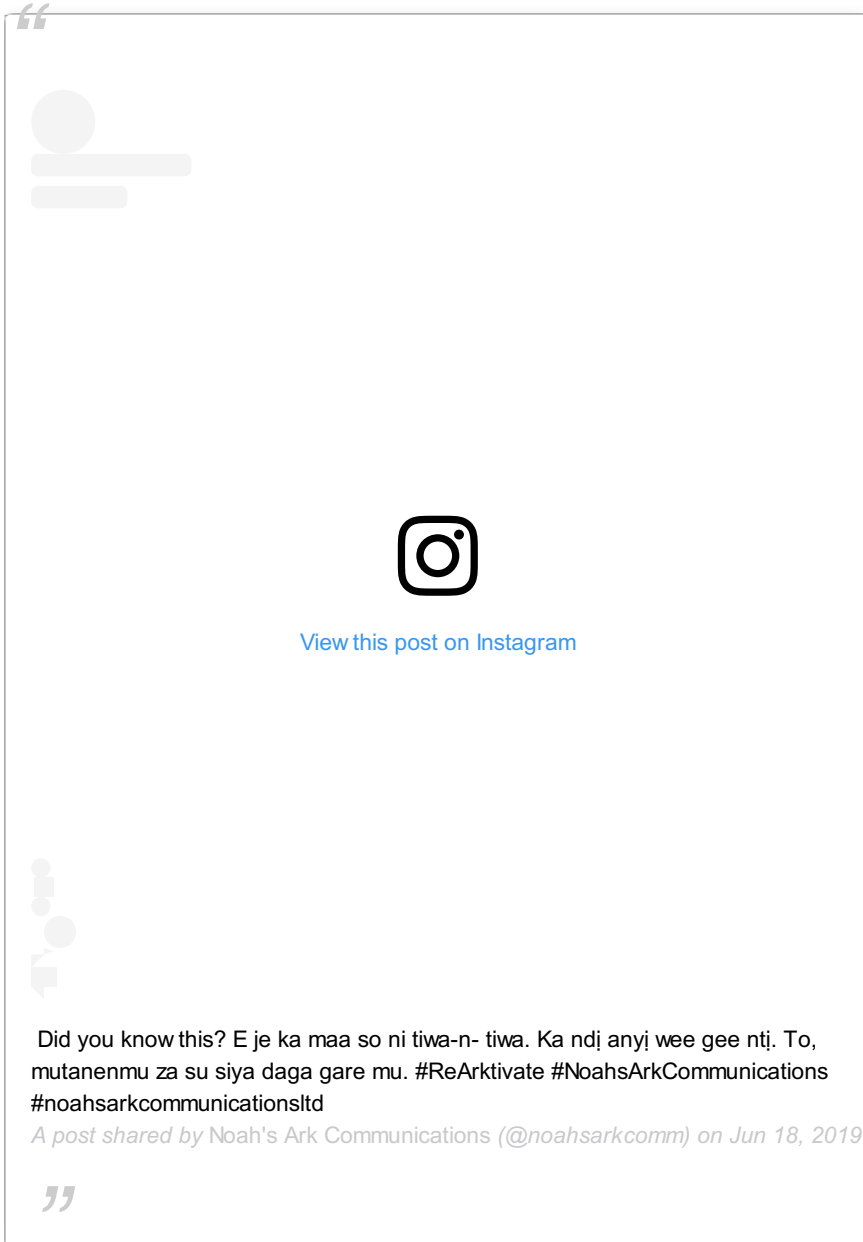 “
View this post on Instagram
Did you know this? E je ka maa so ni tiwa-n- tiwa. Ka ndị anyị wee gee ntị. To,
mutanenmu za su siya daga gare mu. #ReArktivate #NoahsArkCommunications
#noahsarkcommunicationsltd
A post shared by Noah's Ark Communications (@noahsarkcomm) on Jun 18, 2019
”